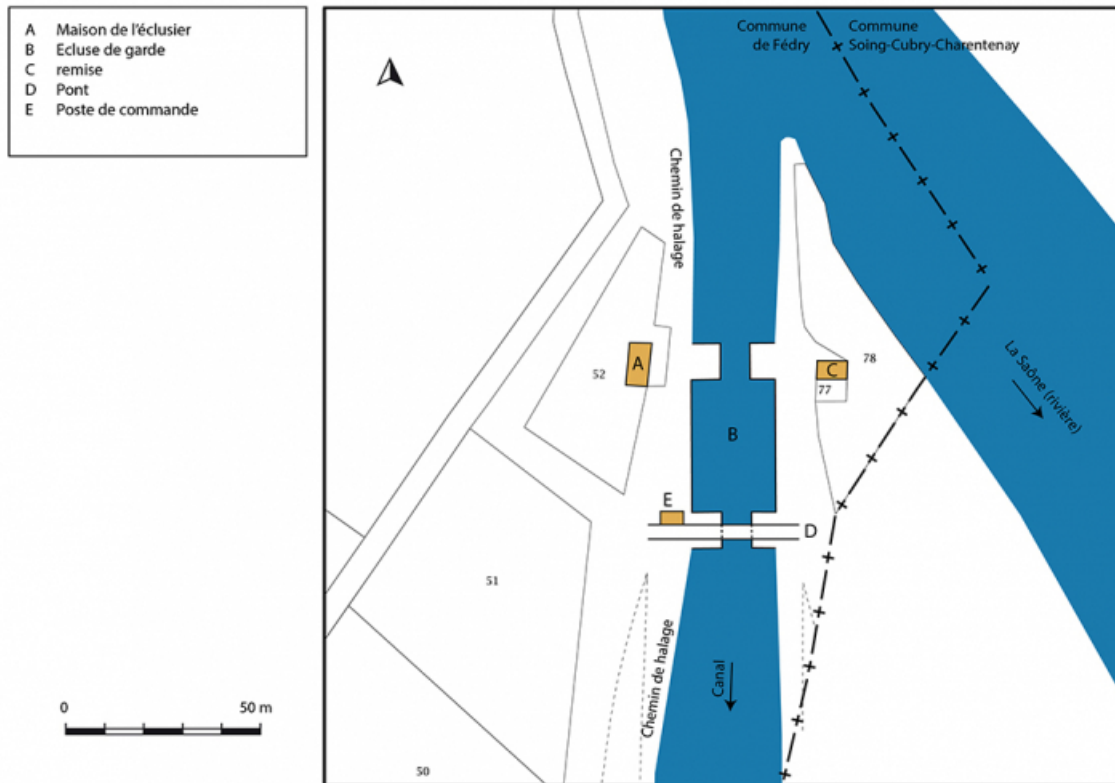 A Maison de l'éclusier
B Ecluse de garde
C remise
D Pont
E Poste de commande
Commune
de Fédry
Commune
Soing-Cubry-Charentenay
Chemin de halage
A
52
C
78
77
La Saône (rivière)
B
E
D
51
Chemin de halage
Canal
0 50 m
50